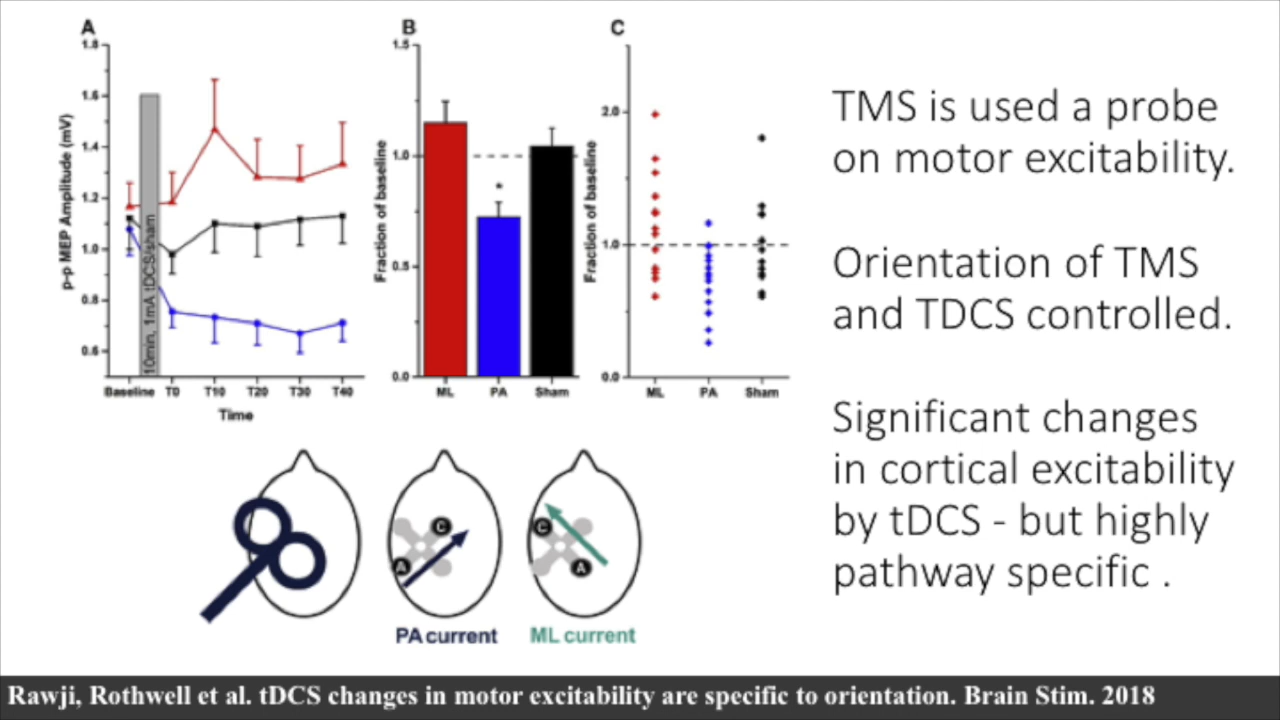 A
B
C
p-p MEP Amplitude (mV)
1.8
1.6
1.4
1.2
1.0
0.8
0.6
10min, 1mA tDCS/sham
Baseline T0 T10 T20 T30 T40
Time
Fraction of baseline
1.5
1.0
0.5
0.0
*
ML PA Sham
Fraction of baseline
2.0
1.0
0.0
ML PA Sham
TMS is used a probe
on motor excitability.
Orientation of TMS
and TDCS controlled.
Significant changes
in cortical excitability
by tDCS - but highly
pathway specific .
C
A
PA current
C
A
ML current
Rawji, Rothwell et al. tDCS changes in motor excitability are specific to orientation. Brain Stim. 2018